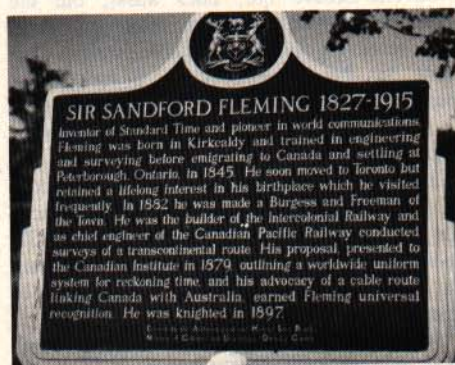 SIR SANDFORD FLEMING 1827-1915
Inventor of Standard Time and pioneer in world communications,
Fleming was born in Kirkcaldy and trained in engineering
and surveying before emigrating to Canada and settling at
Peterborough, Ontario, in 1845. He soon moved to Toronto but
retained a lifelong interest in his birthplace which he visited
frequently. In 1882 he was made a Burgess and Freeman of
the Town. He was the builder of the Intercolonial Railway and
as chief engineer of the Canadian Pacific Railway conducted
surveys of a transcontinental route. His proposal, presented to
the Canadian Institute in 1879, outlining a worldwide uniform
system for reckoning time, and his advocacy of a cable route
linking Canada with Australia, earned Fleming universal
recognition. He was knighted in 1897.